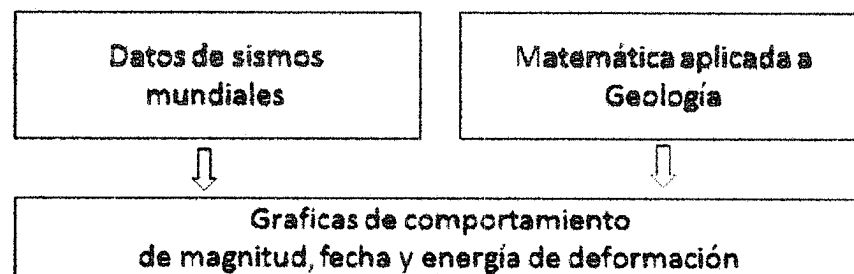 Datos de sismos
mundiales
Matemática aplicada a
Geología
Graficas de comportamiento
de magnitud, fecha y energía de deformación